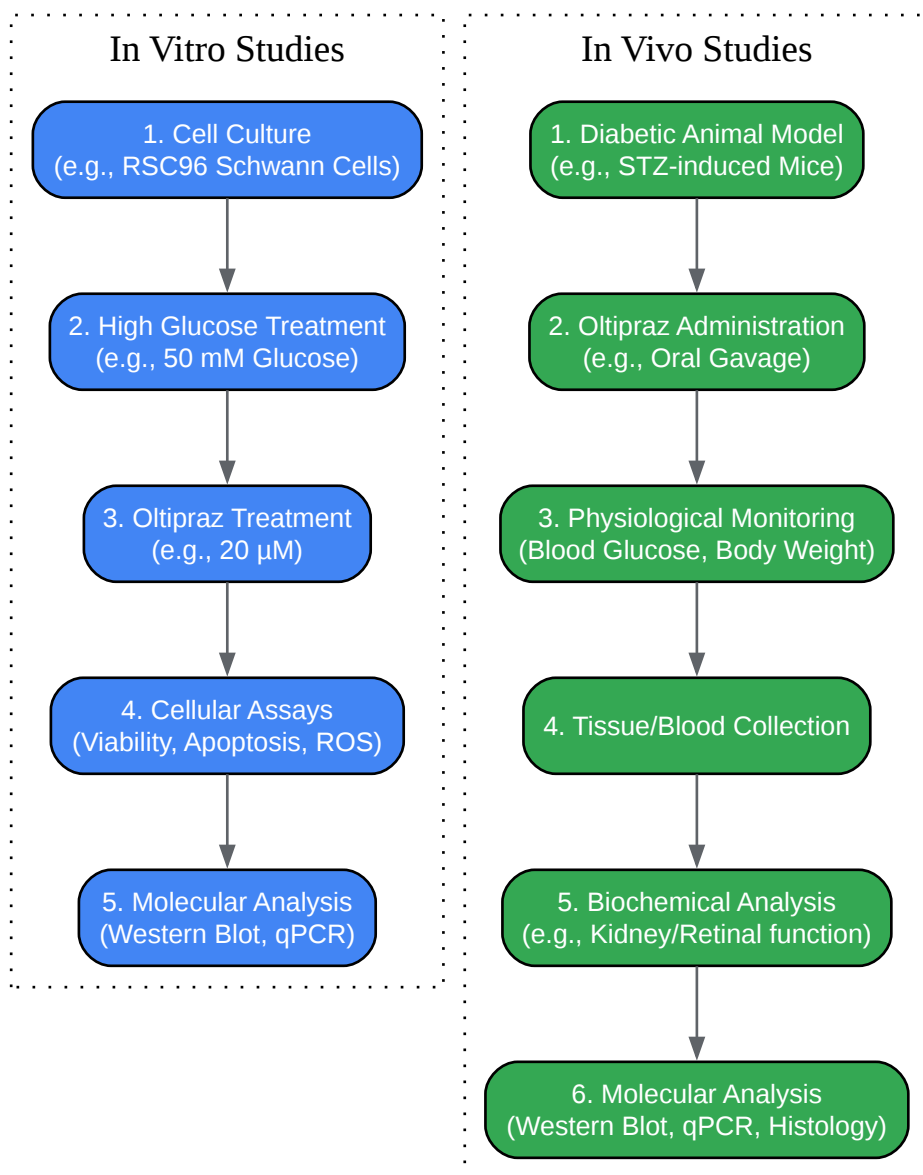 In Vitro Studies
1. Cell Culture
(e.g., RSC96 Schwann Cells)
2. High Glucose Treatment
(e.g., 50 mM Glucose)
3. Oltipraz Treatment
(e.g., 20 µM)
4. Cellular Assays
(Viability, Apoptosis, ROS)
5. Molecular Analysis
(Western Blot, qPCR)
In Vivo Studies
1. Diabetic Animal Model
(e.g., STZ-induced Mice)
2. Oltipraz Administration
(e.g., Oral Gavage)
3. Physiological Monitoring
(Blood Glucose, Body Weight)
4. Tissue/Blood Collection
5. Biochemical Analysis
(e.g., Kidney/Retinal function)
6. Molecular Analysis
(Western Blot, qPCR, Histology)